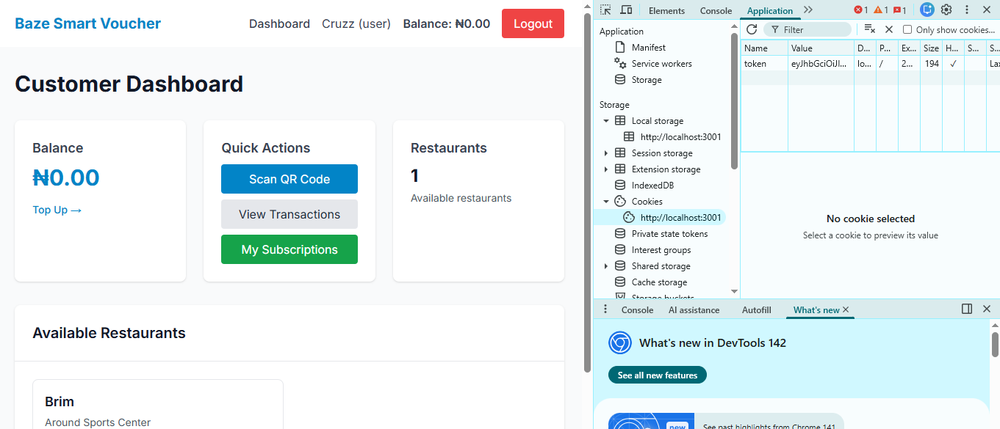 Baze Smart Voucher
Dashboard
Cruzz (user)
Balance: ₦0.00
Logout
Customer Dashboard
Balance
₦0.00
Top Up →
Quick Actions
Scan QR Code
View Transactions
My Subscriptions
Restaurants
1
Available restaurants
Available Restaurants
Brim
Around Sports Center
Elements
Console
Application
1
1
1
Application
Manifest
Service workers
Storage
Storage
Local storage
http://localhost:3001
Session storage
Extension storage
IndexedDB
Cookies
http://localhost:3001
Private state tokens
Interest groups
Shared storage
Cache storage
Storage buckets
Filter
Only show cookies...
Name Value D... P... Ex... Size H... S... S...
token eyJhbGciOiJI... lo... / 2... 194 ✓ Lax
No cookie selected
Select a cookie to preview its value
Console
AI assistance
Autofill
What's new
What's new in DevTools 142
See all new features
new
See past highlights from Chrome 141